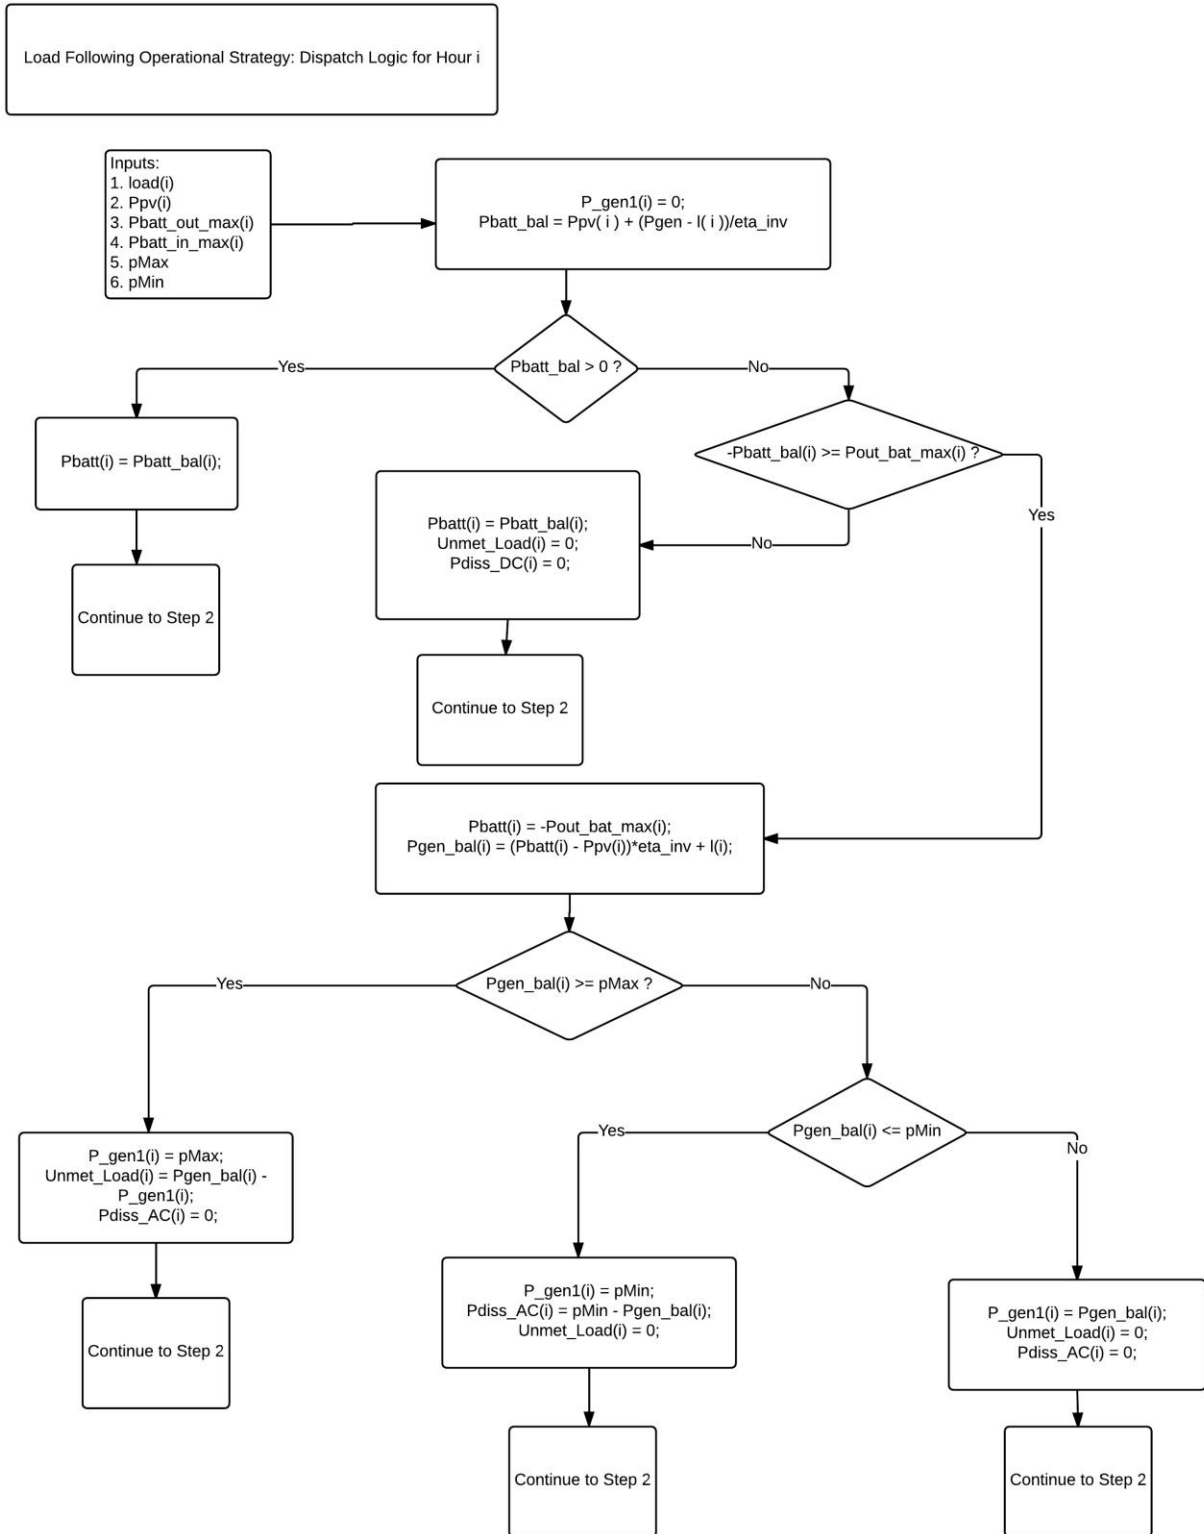 Load Following Operational Strategy: Dispatch Logic for Hour i
Inputs:
1. load(i)
2. Ppv(i)
3. Pbatt_out_max(i)
4. Pbatt_in_max(i)
5. pMax
6. pMin
P_gen1(i) = 0;
Pbatt_bal = Ppv( i ) + (Pgen - l( i ))/eta_inv
Pbatt_bal > 0 ?
Yes
No
Pbatt(i) = Pbatt_bal(i);
Continue to Step 2
-Pbatt_bal(i) >= Pout_bat_max(i) ?
Yes
No
Pbatt(i) = Pbatt_bal(i);
Unmet_Load(i) = 0;
Pdiss_DC(i) = 0;
Continue to Step 2
Pbatt(i) = -Pout_bat_max(i);
Pgen_bal(i) = (Pbatt(i) - Ppv(i))*eta_inv + l(i);
Pgen_bal(i) >= pMax ?
Yes
No
P_gen1(i) = pMax;
Unmet_Load(i) = Pgen_bal(i) -
P_gen1(i);
Pdiss_AC(i) = 0;
Continue to Step 2
Pgen_bal(i) <= pMin
Yes
No
P_gen1(i) = pMin;
Pdiss_AC(i) = pMin - Pgen_bal(i);
Unmet_Load(i) = 0;
Continue to Step 2
P_gen1(i) = Pgen_bal(i);
Unmet_Load(i) = 0;
Pdiss_AC(i) = 0;
Continue to Step 2